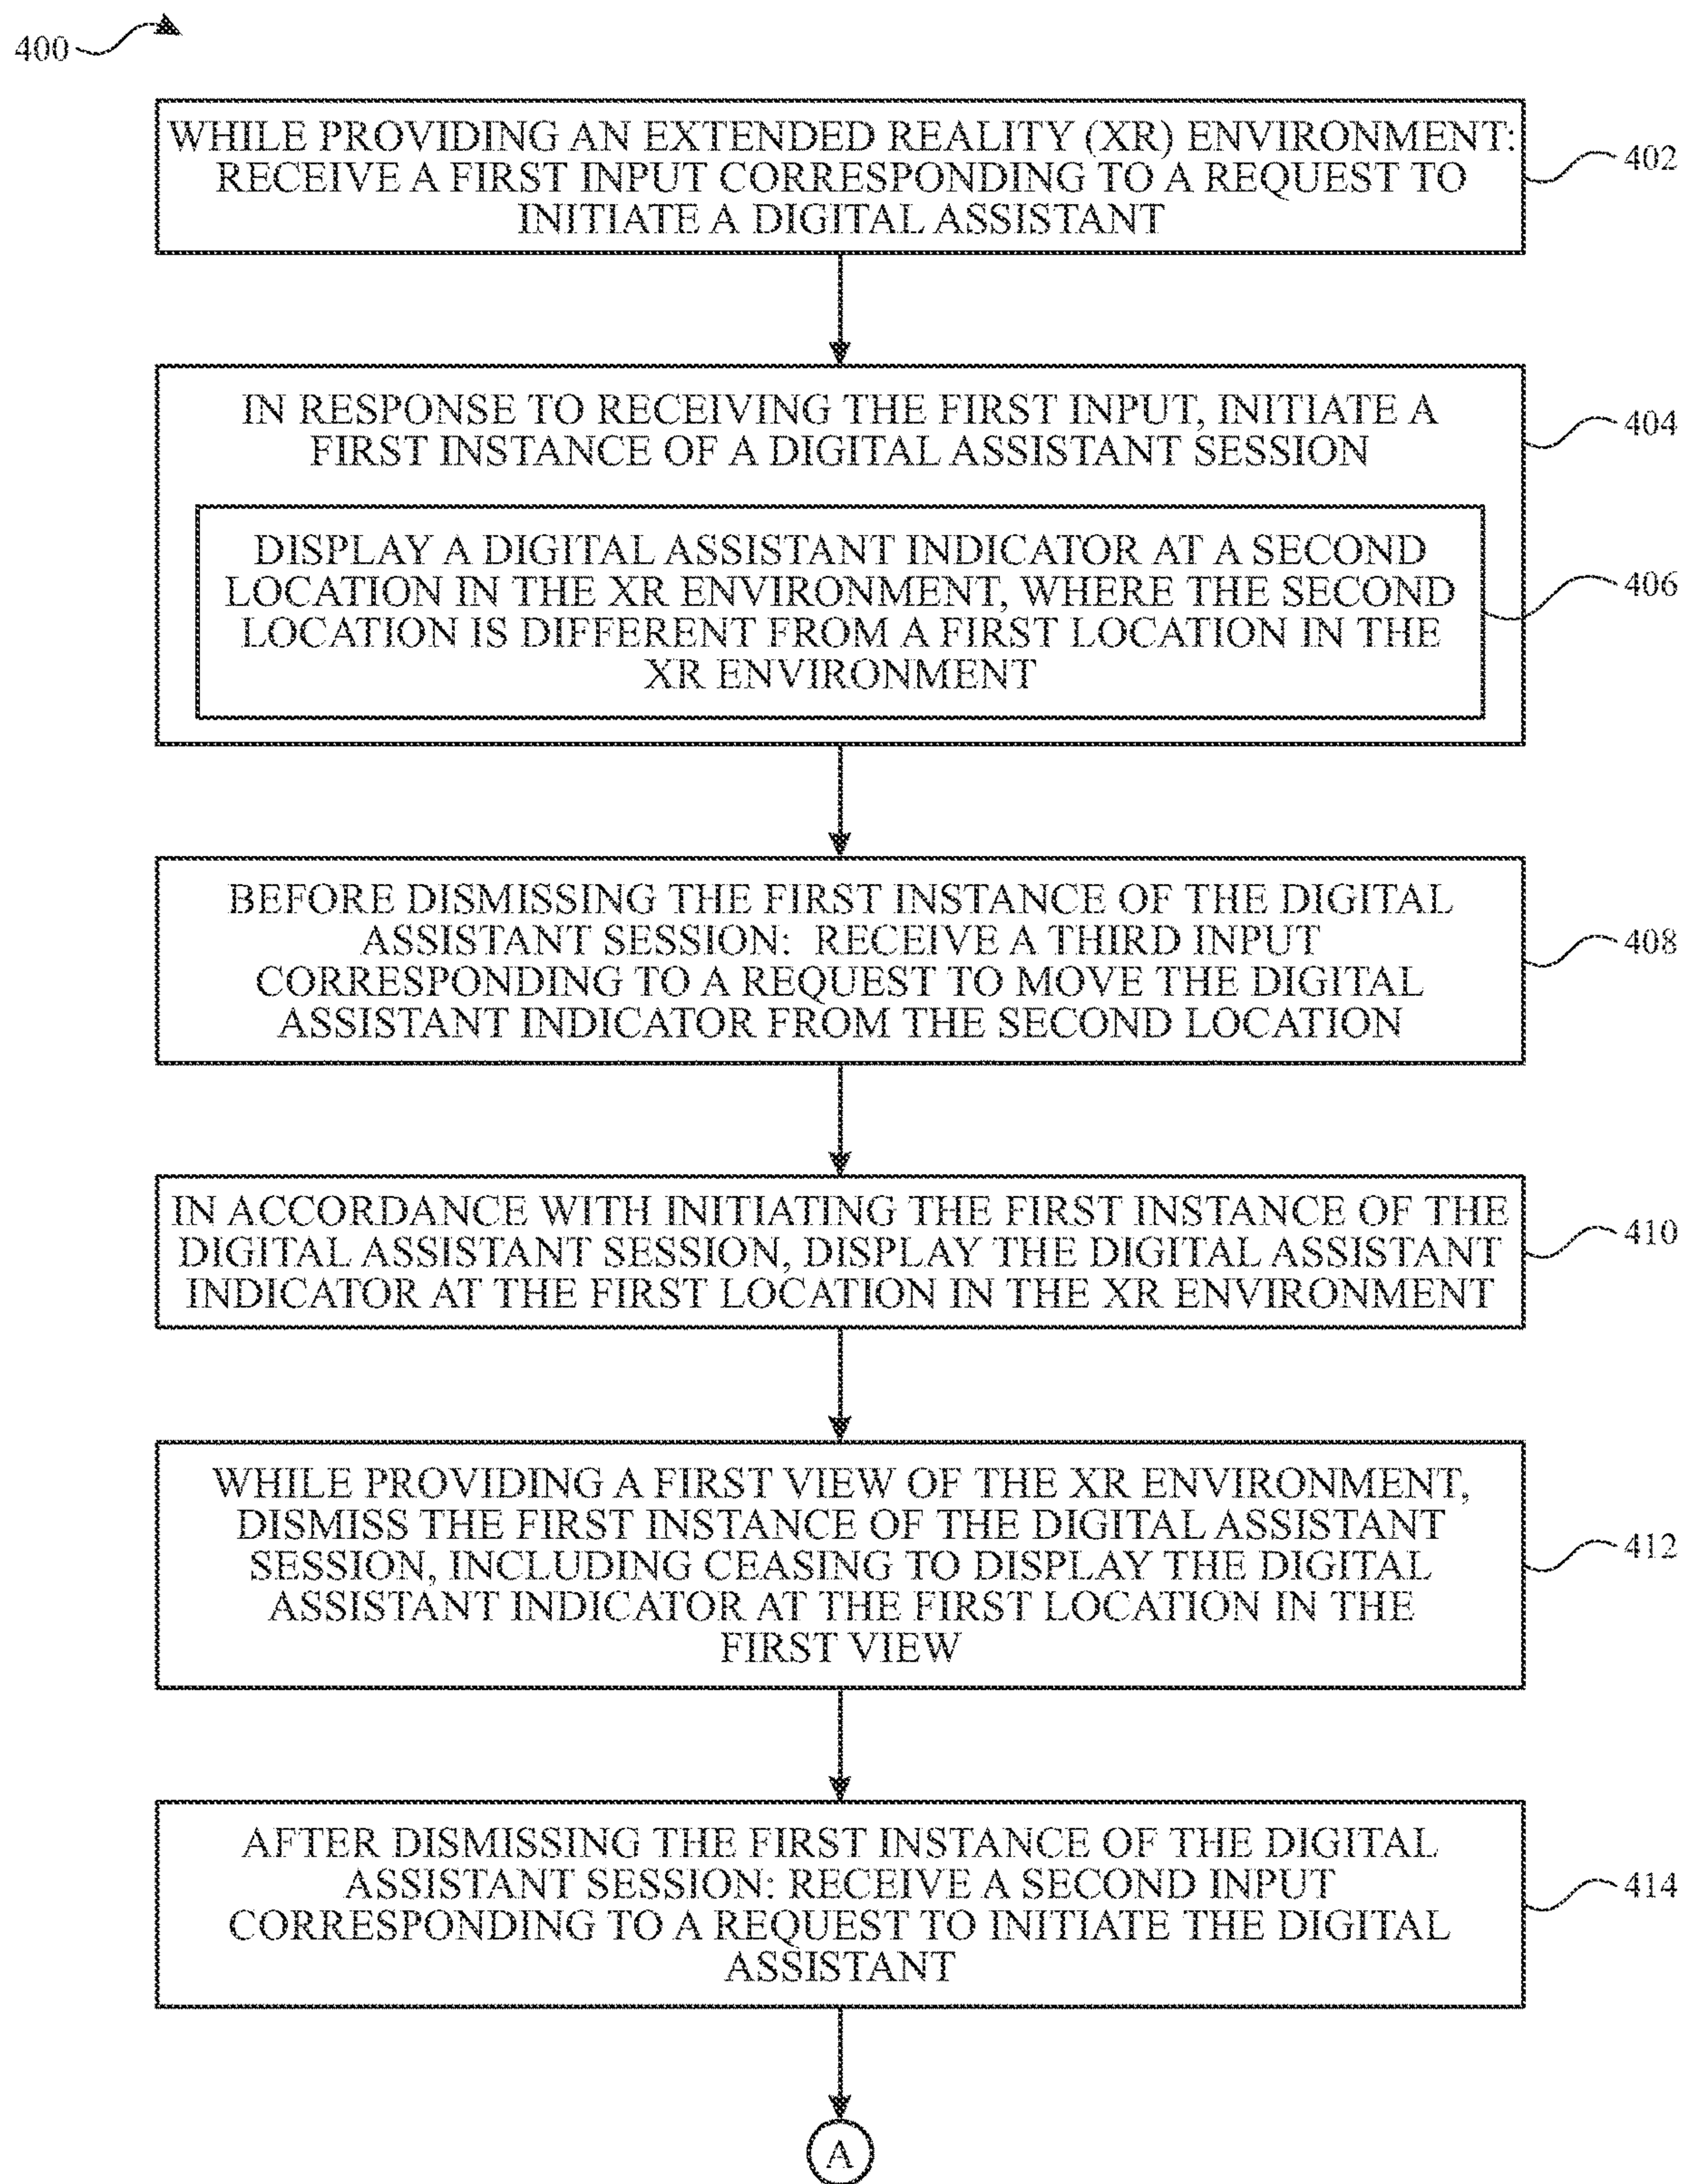 400
WHILE PROVIDING AN EXTENDED REALITY (XR) ENVIRONMENT:
RECEIVE A FIRST INPUT CORRESPONDING TO A REQUEST TO
INITIATE A DIGITAL ASSISTANT
402
IN RESPONSE TO RECEIVING THE FIRST INPUT, INITIATE A
FIRST INSTANCE OF A DIGITAL ASSISTANT SESSION
404
DISPLAY A DIGITAL ASSISTANT INDICATOR AT A SECOND
LOCATION IN THE XR ENVIRONMENT, WHERE THE SECOND
LOCATION IS DIFFERENT FROM A FIRST LOCATION IN THE
XR ENVIRONMENT
406
BEFORE DISMISSING THE FIRST INSTANCE OF THE DIGITAL
ASSISTANT SESSION: RECEIVE A THIRD INPUT
CORRESPONDING TO A REQUEST TO MOVE THE DIGITAL
ASSISTANT INDICATOR FROM THE SECOND LOCATION
408
IN ACCORDANCE WITH INITIATING THE FIRST INSTANCE OF THE
DIGITAL ASSISTANT SESSION, DISPLAY THE DIGITAL ASSISTANT
INDICATOR AT THE FIRST LOCATION IN THE XR ENVIRONMENT
410
WHILE PROVIDING A FIRST VIEW OF THE XR ENVIRONMENT,
DISMISS THE FIRST INSTANCE OF THE DIGITAL ASSISTANT
SESSION, INCLUDING CEASING TO DISPLAY THE DIGITAL
ASSISTANT INDICATOR AT THE FIRST LOCATION IN THE
FIRST VIEW
412
AFTER DISMISSING THE FIRST INSTANCE OF THE DIGITAL
ASSISTANT SESSION: RECEIVE A SECOND INPUT
CORRESPONDING TO A REQUEST TO INITIATE THE DIGITAL
ASSISTANT
414
A